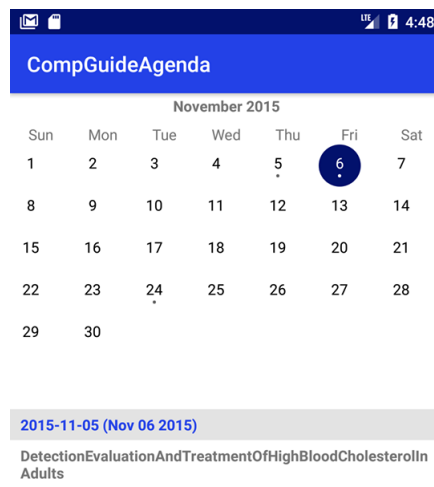 LTE 4:48
CompGuideAgenda
November 2015
Sun Mon Tue Wed Thu Fri Sat
1 2 3 4 5 6 7
8 9 10 11 12 13 14
15 16 17 18 19 20 21
22 23 24 25 26 27 28
29 30
2015-11-05 (Nov 06 2015)
DetectionEvaluationAndTreatmentOfHighBloodCholesterolIn
Adults